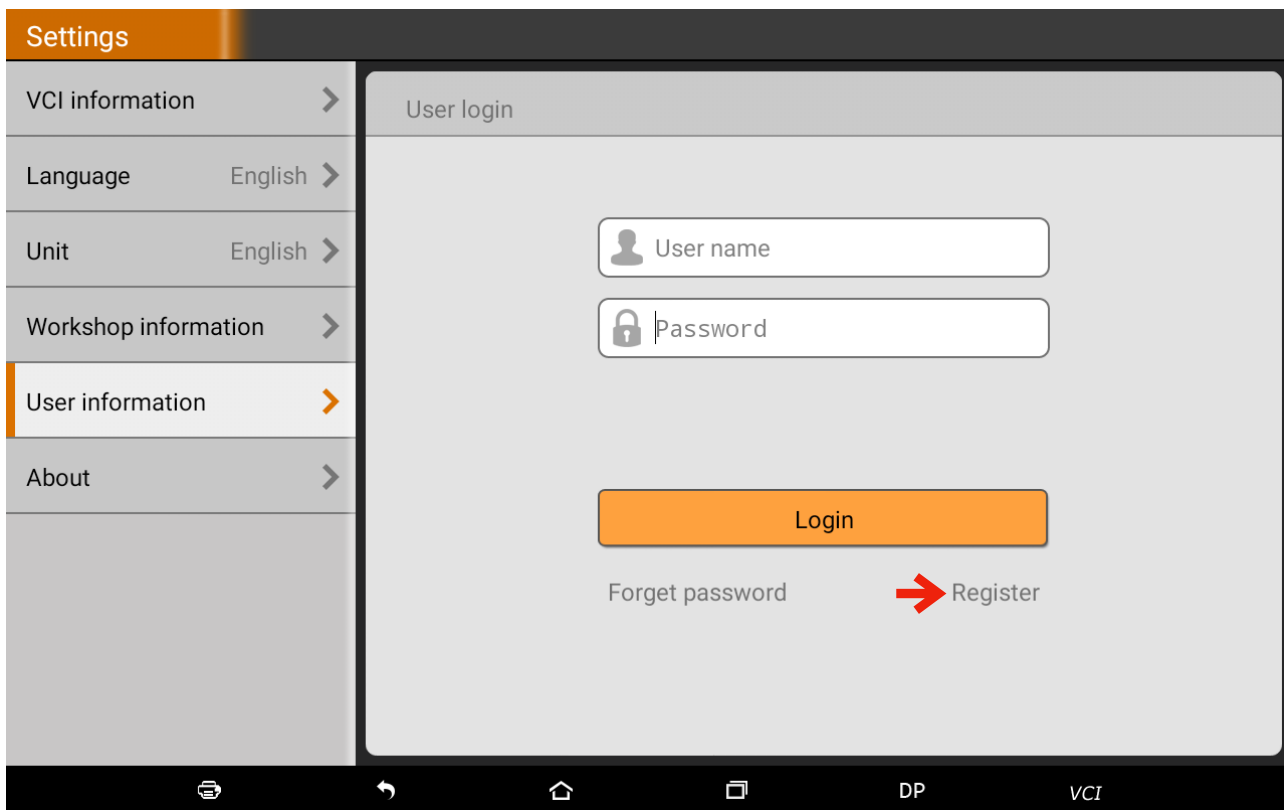 Settings
VCI information
Language English
Unit English
Workshop information
User information
About
User login
User name
Password
Login
Forget password Register
DP VCI